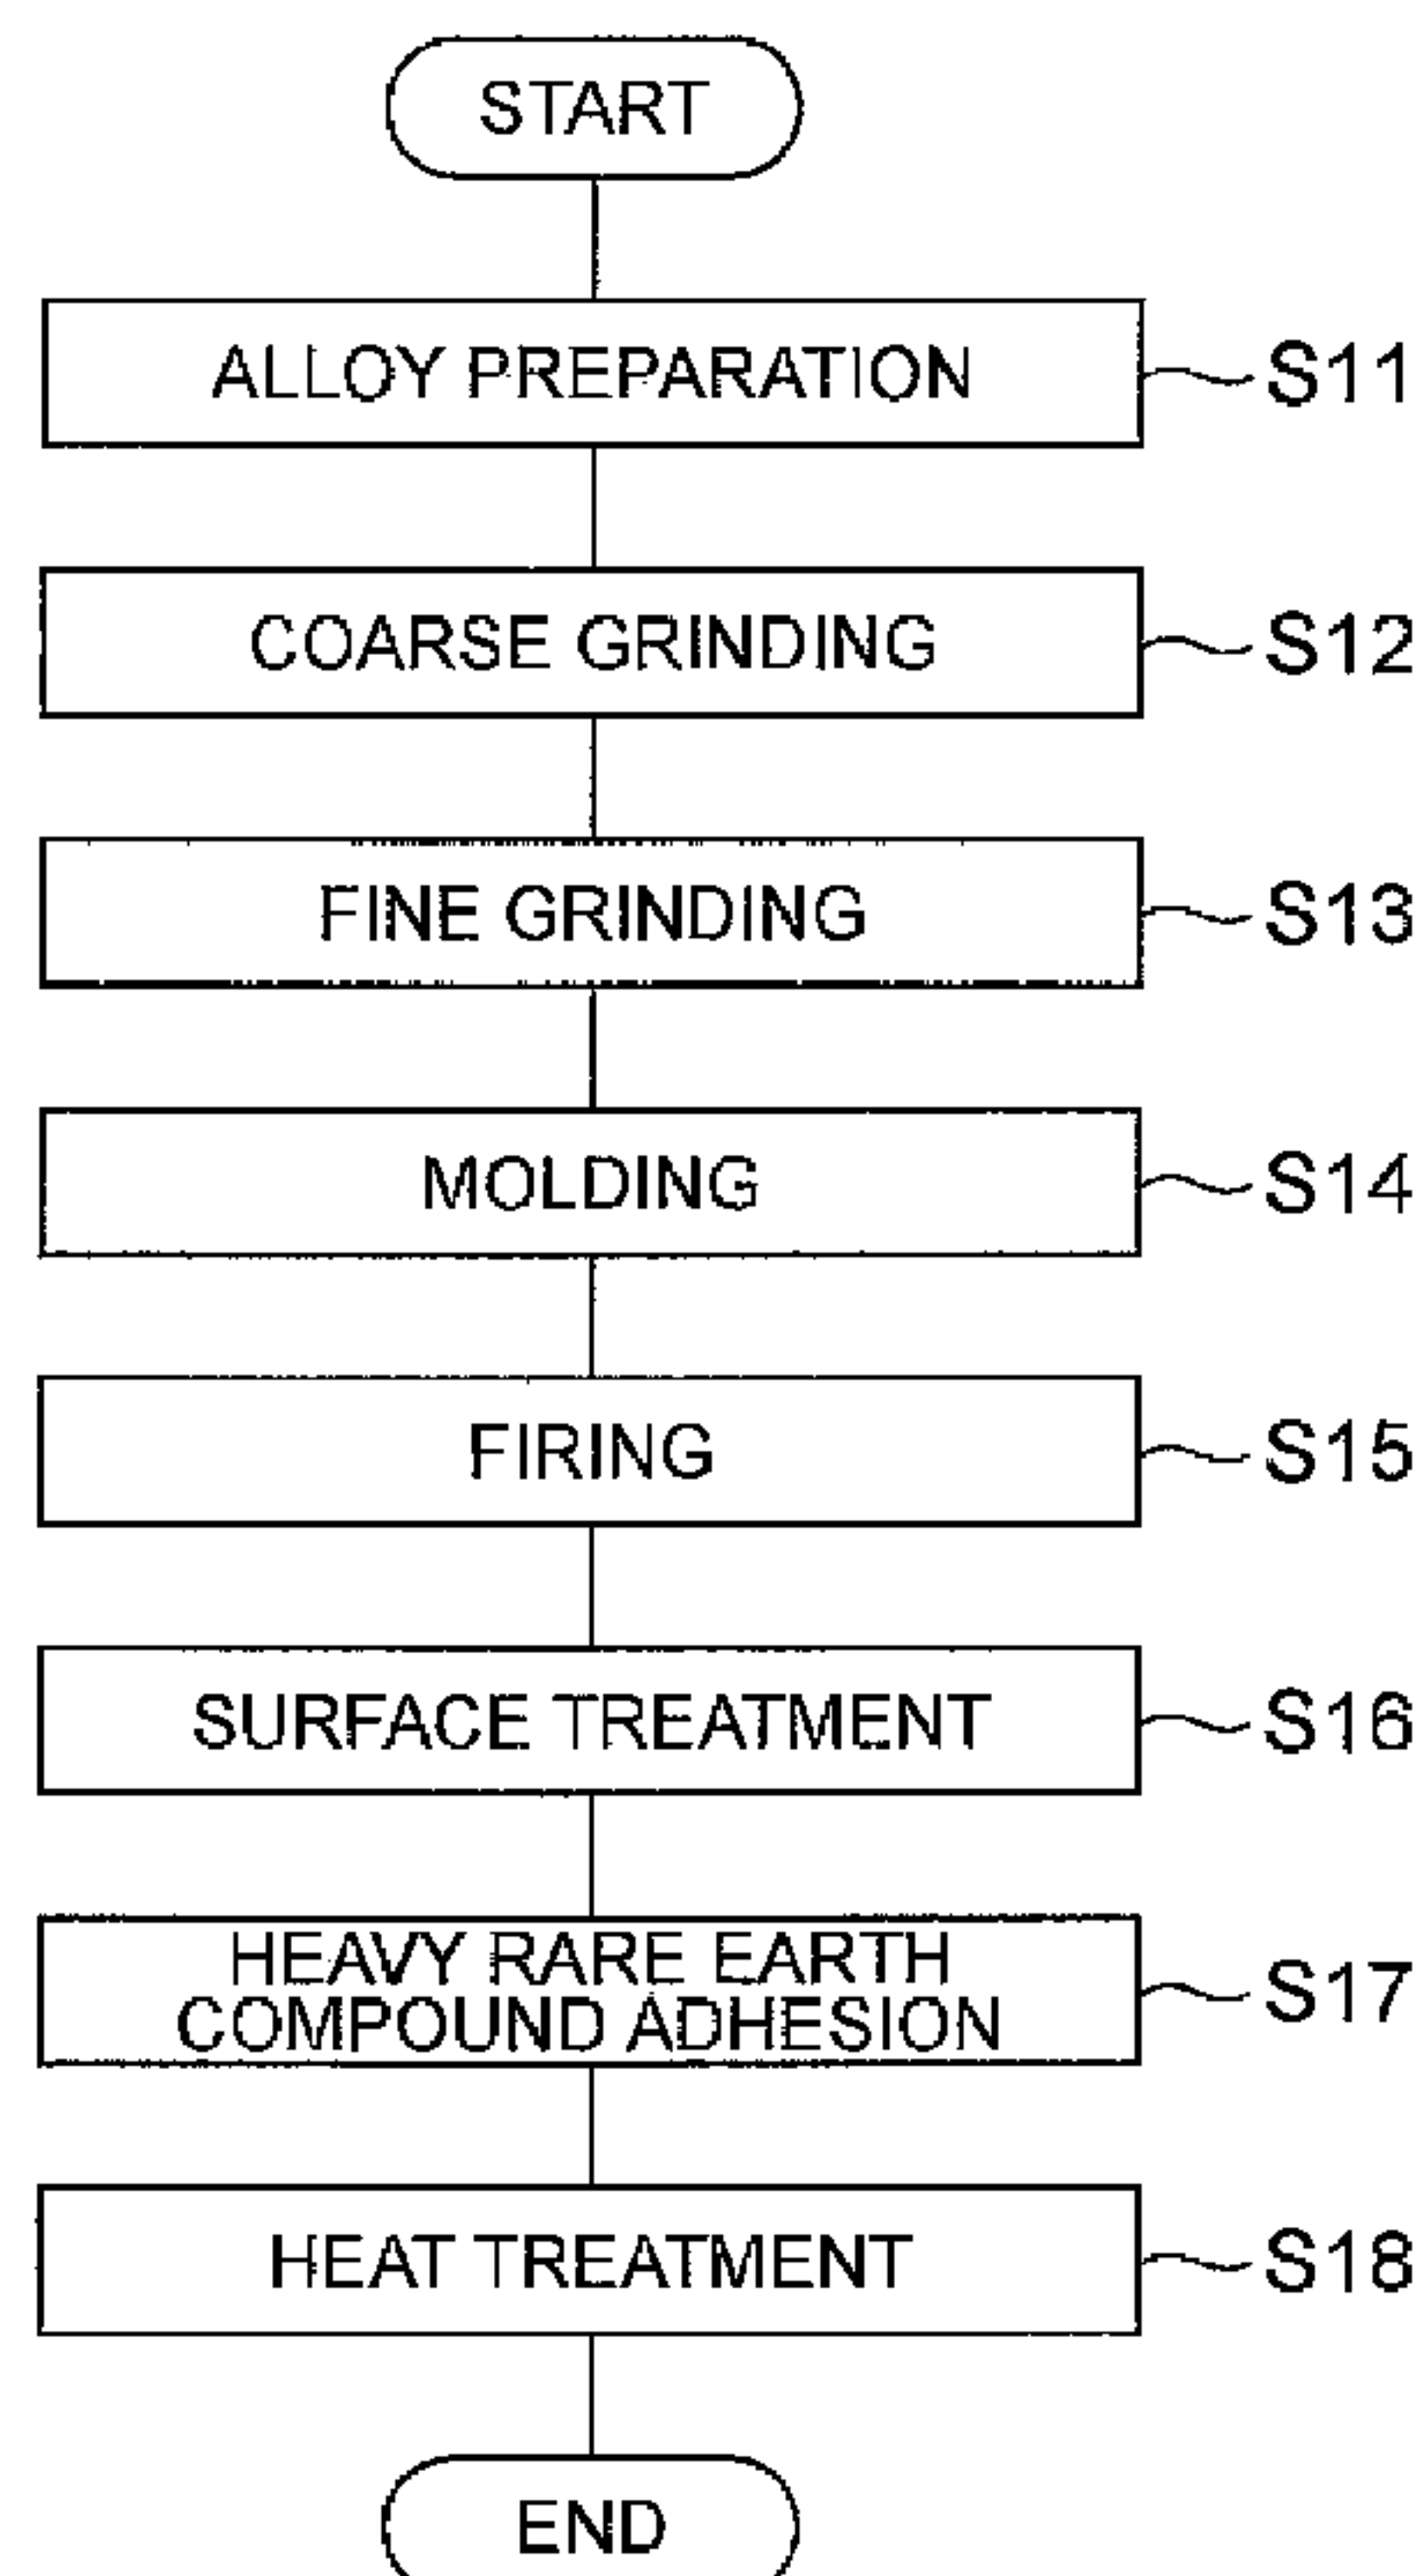 START
ALLOY PREPARATION S11
COARSE GRINDING S12
FINE GRINDING S13
MOLDING S14
FIRING S15
SURFACE TREATMENT S16
HEAVY RARE EARTH
COMPOUND ADHESION S17
HEAT TREATMENT S18
END